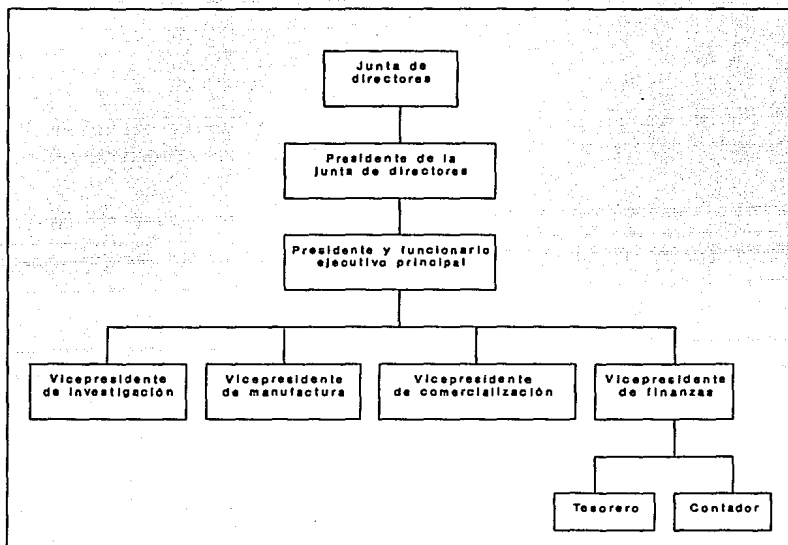 Junta de
directores
Presidente de la
junta de directores
Presidente y funcionario
ejecutivo principal
Vicepresidente
de investigación
Vicepresidente
de manufactura
Vicepresidente
de comercialización
Vicepresidente
de finanzas
Tesorero
Contador